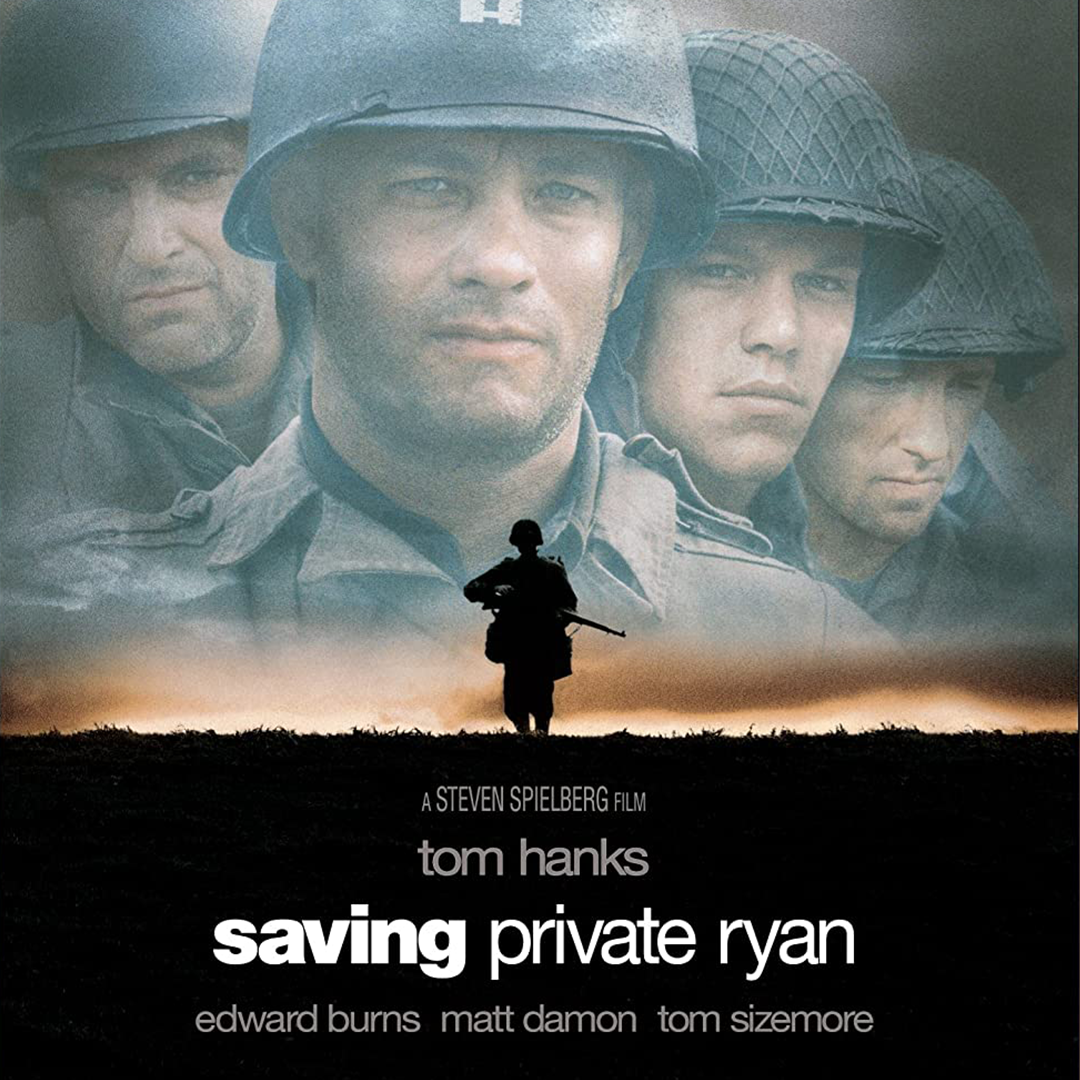 A STEVEN SPIELBERG FILM
tom hanks
saving private ryan
edward burns matt damon tom sizemore